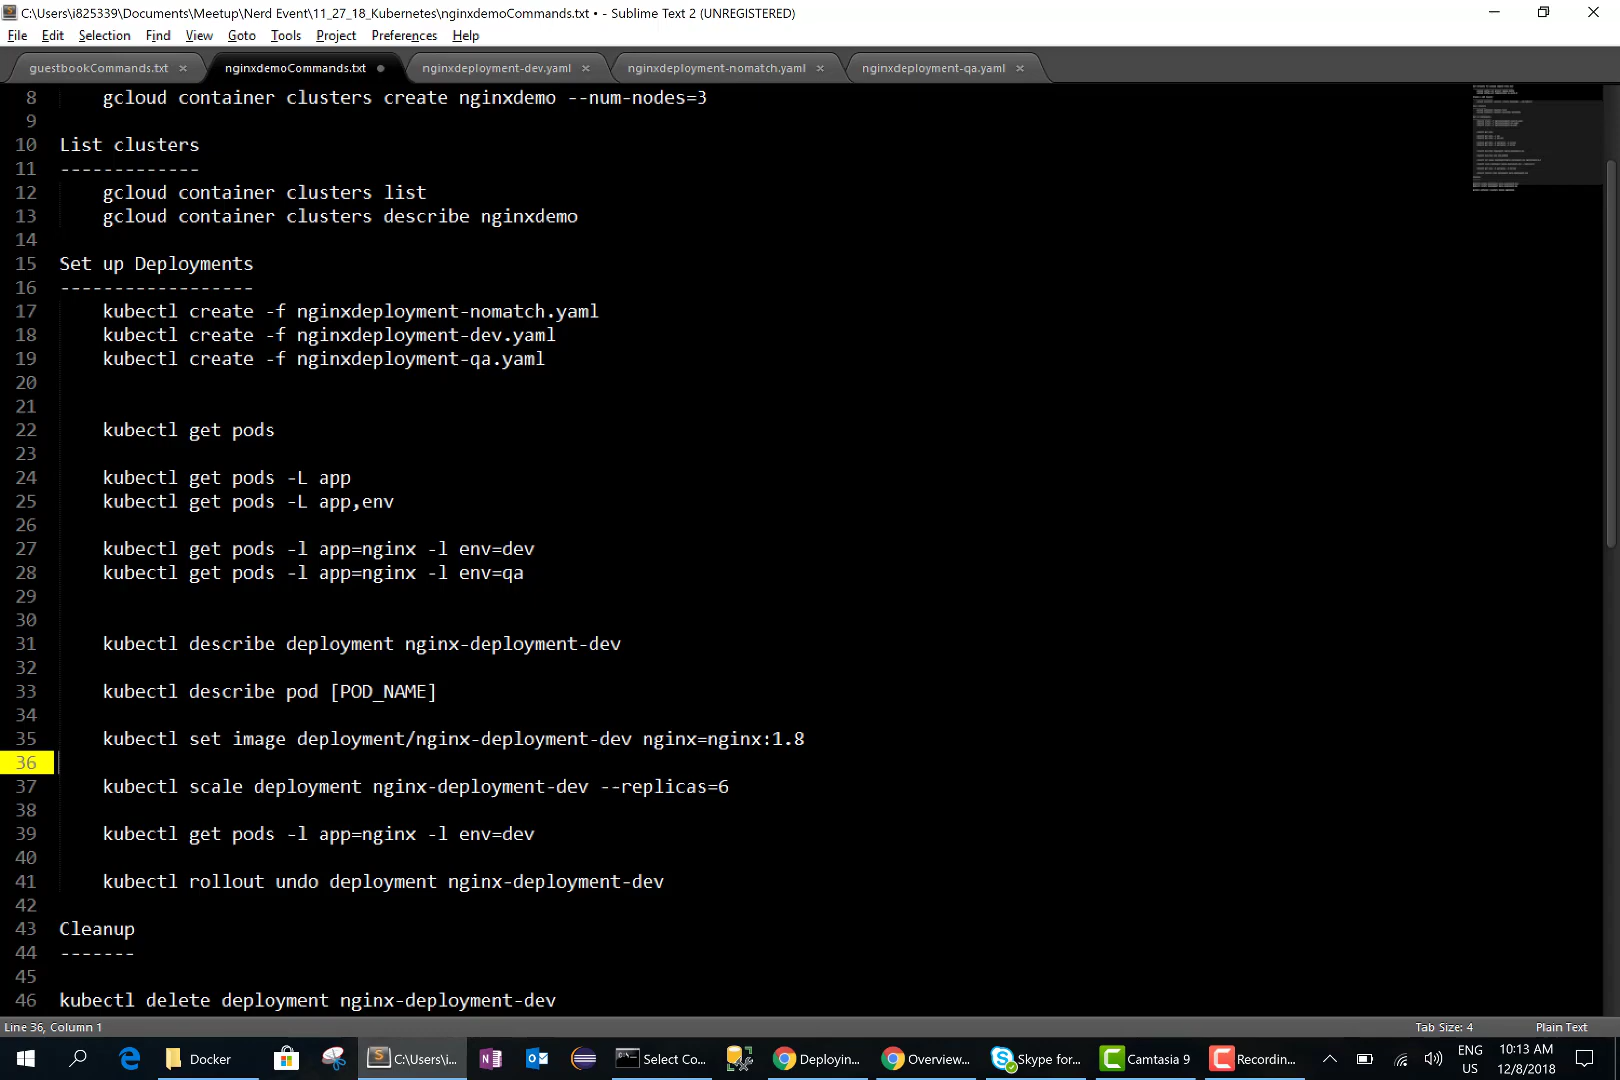 C:\Users\i825339\Documents\Meetup\Nerd Event\11_27_18_Kubernetes\nginxdemoCommands.txt • - Sublime Text 2 (UNREGISTERED)
File Edit Selection Find View Goto Tools Project Preferences Help
guestbookCommands.txt × nginxdemoCommands.txt nginxdeployment-dev.yaml × nginxdeployment-nomatch.yaml × nginxdeployment-qa.yaml ×
8 gcloud container clusters create nginxdemo --num-nodes=3
9
10 List clusters
11 -------------
12 gcloud container clusters list
13 gcloud container clusters describe nginxdemo
14
15 Set up Deployments
16 ------------------
17 kubectl create -f nginxdeployment-nomatch.yaml
18 kubectl create -f nginxdeployment-dev.yaml
19 kubectl create -f nginxdeployment-qa.yaml
20
21
22 kubectl get pods
23
24 kubectl get pods -L app
25 kubectl get pods -L app,env
26
27 kubectl get pods -l app=nginx -l env=dev
28 kubectl get pods -l app=nginx -l env=qa
29
30
31 kubectl describe deployment nginx-deployment-dev
32
33 kubectl describe pod [POD_NAME]
34
35 kubectl set image deployment/nginx-deployment-dev nginx=nginx:1.8
36
37 kubectl scale deployment nginx-deployment-dev --replicas=6
38
39 kubectl get pods -l app=nginx -l env=dev
40
41 kubectl rollout undo deployment nginx-deployment-dev
42
43 Cleanup
44 -------
45
46 kubectl delete deployment nginx-deployment-dev
Line 36, Column 1 Tab Size: 4 Plain Text
Docker C:\Users\i... Select Co... Deployin... Overview... Skype for... Camtasia 9 Recordin... ENG 10:13 AM
US 12/8/2018